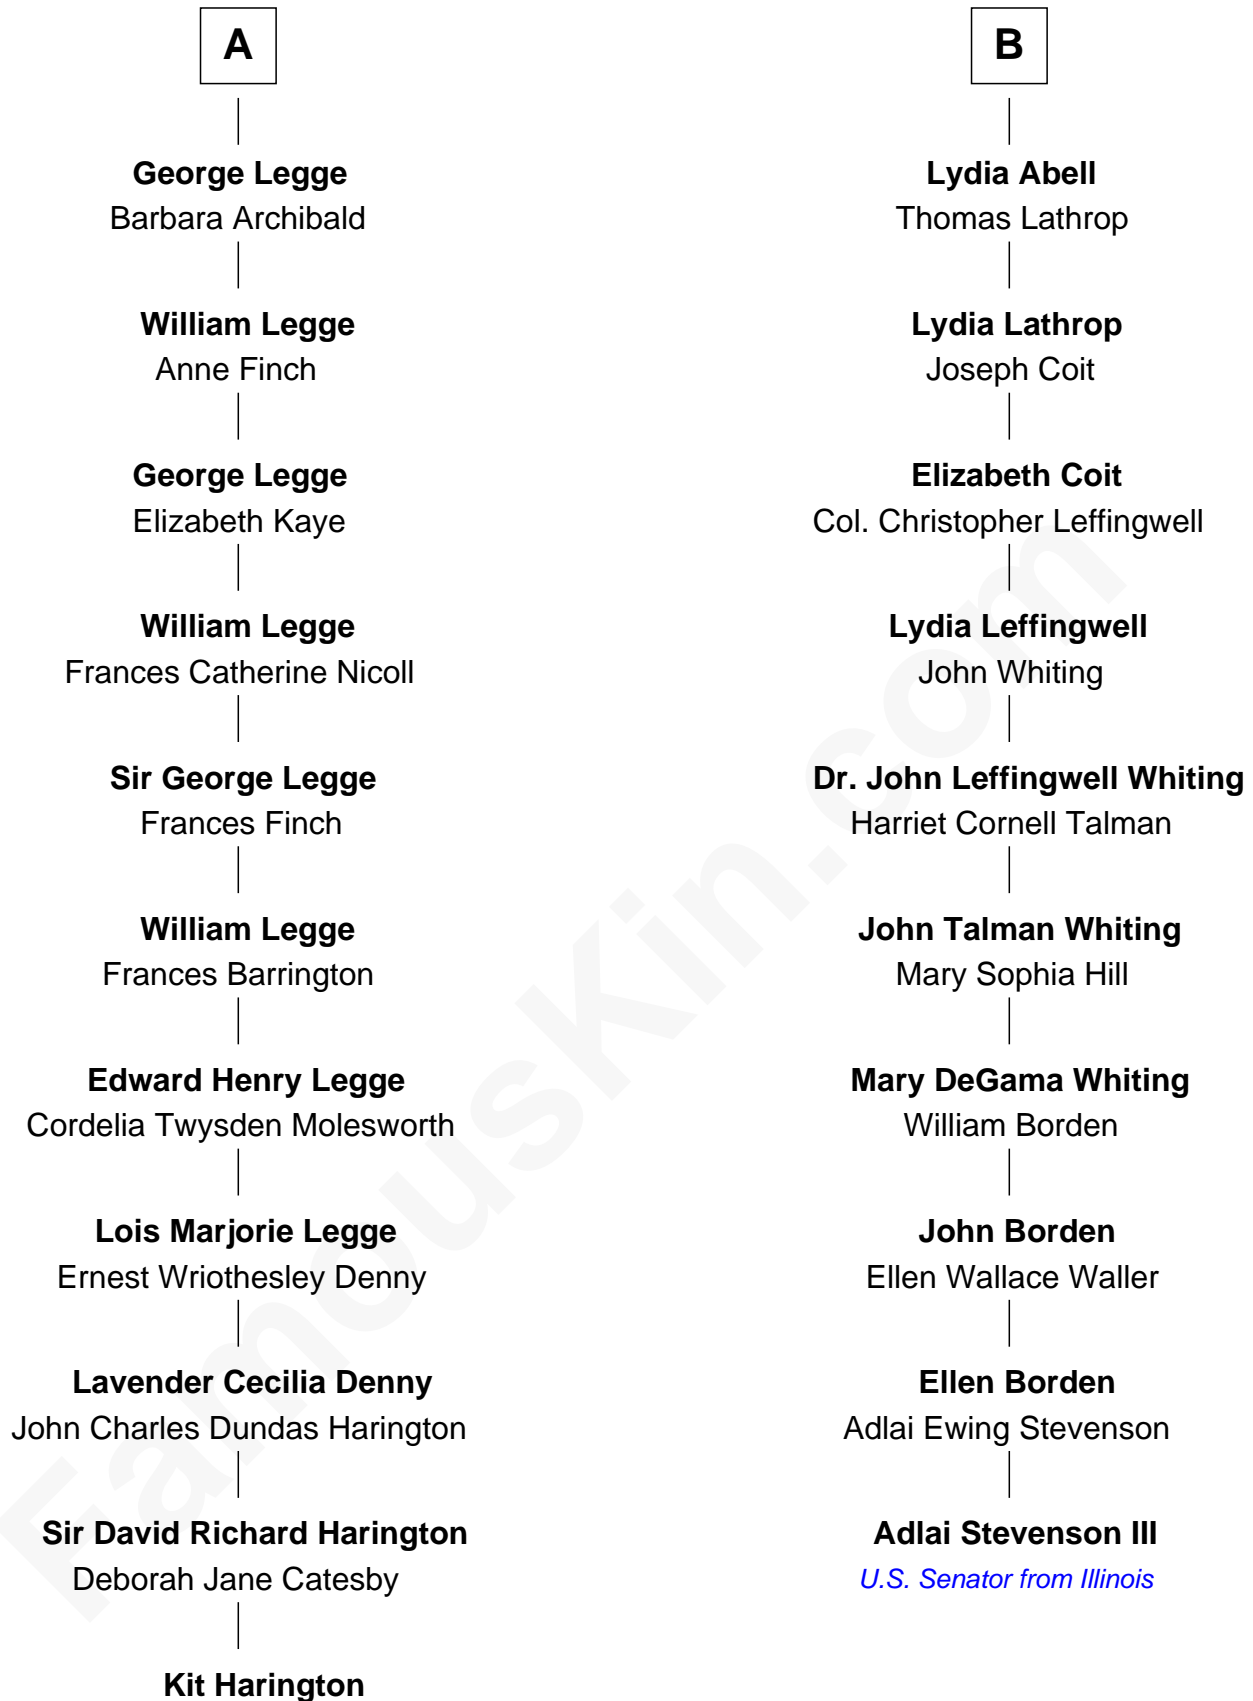 A
George Legge
Barbara Archibald
William Legge
Anne Finch
George Legge
Elizabeth Kaye
William Legge
Frances Catherine Nicoll
Sir George Legge
Frances Finch
William Legge
Frances Barrington
Edward Henry Legge
Cordelia Twysden Molesworth
Lois Marjorie Legge
Ernest Wriothesley Denny
Lavender Cecilia Denny
John Charles Dundas Harington
Sir David Richard Harington
Deborah Jane Catesby
Kit Harington
B
Lydia Abell
Thomas Lathrop
Lydia Lathrop
Joseph Coit
Elizabeth Coit
Col. Christopher Leffingwell
Lydia Leffingwell
John Whiting
Dr. John Leffingwell Whiting
Harriet Cornell Talman
John Talman Whiting
Mary Sophia Hill
Mary DeGama Whiting
William Borden
John Borden
Ellen Wallace Waller
Ellen Borden
Adlai Ewing Stevenson
Adlai Stevenson III
U.S. Senator from Illinois
FamousKin.com